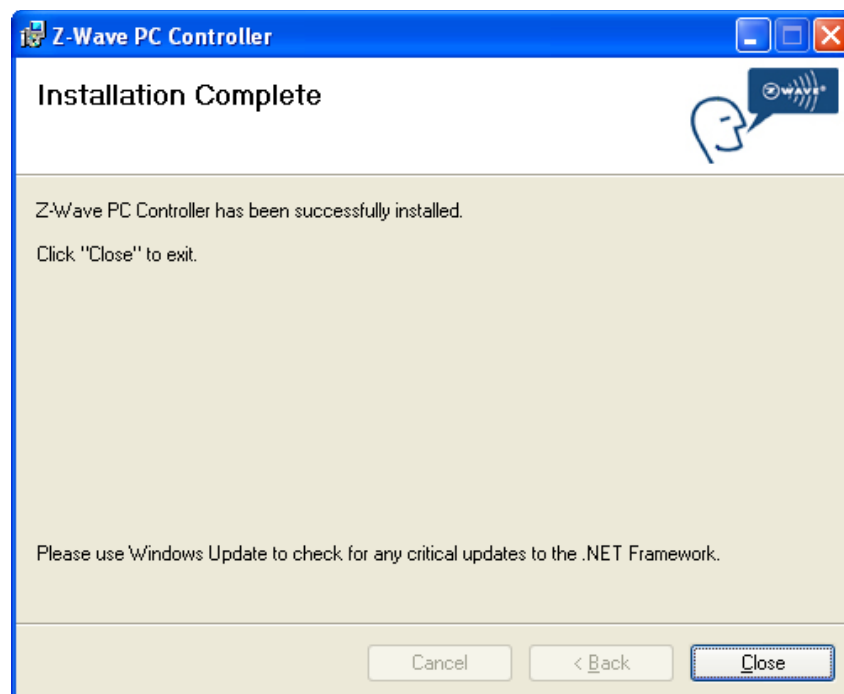 Z-Wave PC Controller
Installation Complete
Z WAVE®
Z-Wave PC Controller has been successfully installed.
Click "Close" to exit.
Please use Windows Update to check for any critical updates to the .NET Framework.
Cancel
< Back
Close